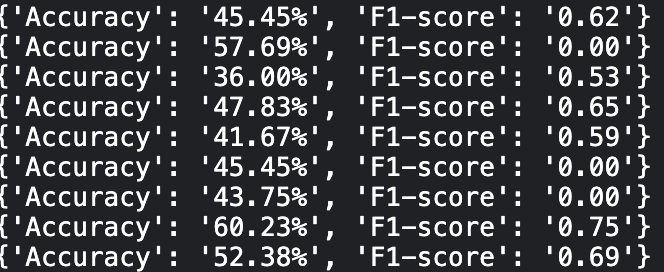 {'Accuracy': '45.45%', 'F1-score': '0.62'}
{'Accuracy': '57.69%', 'F1-score': '0.00'}
{'Accuracy': '36.00%', 'F1-score': '0.53'}
{'Accuracy': '47.83%', 'F1-score': '0.65'}
{'Accuracy': '41.67%', 'F1-score': '0.59'}
{'Accuracy': '45.45%', 'F1-score': '0.00'}
{'Accuracy': '43.75%', 'F1-score': '0.00'}
{'Accuracy': '60.23%', 'F1-score': '0.75'}
{'Accuracy': '52.38%', 'F1-score': '0.69'}